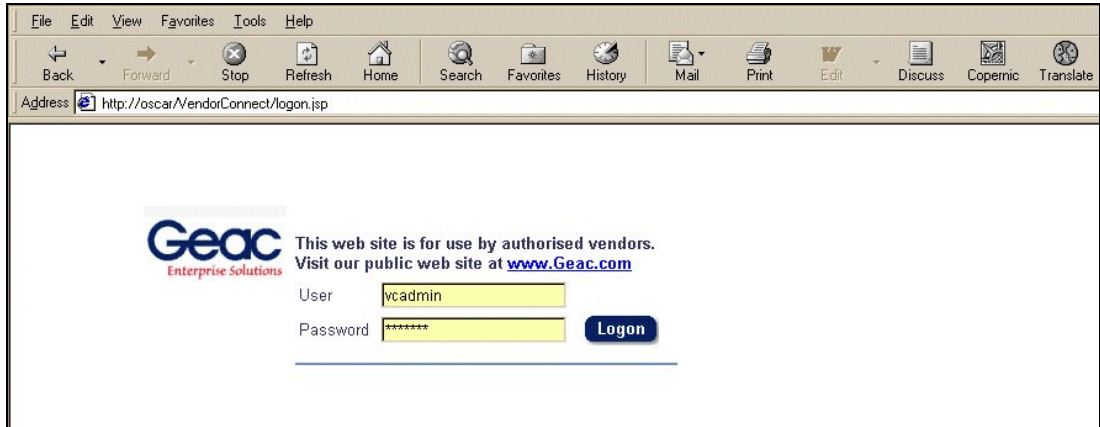 File Edit View Favorites Tools Help
Back Forward Stop Refresh Home Search Favorites History Mail Print Edit Discuss Copernic Translate
Address http://oscar/VendorConnect/logon.jsp
Geac
Enterprise Solutions
This web site is for use by authorised vendors.
Visit our public web site at www.Geac.com
User vcadmin
Password *******
Logon